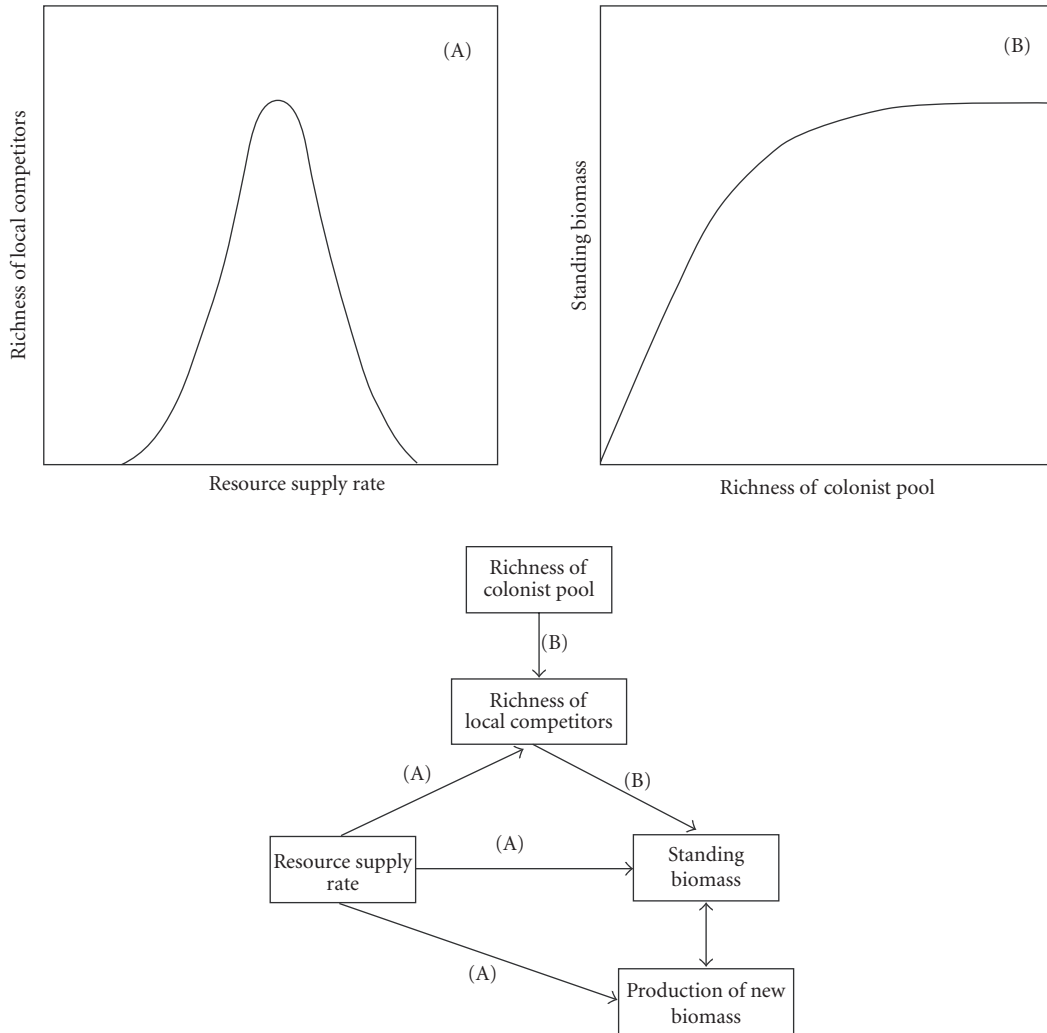 (A)
Richness of local competitors
Resource supply rate
(B)
Standing biomass
Richness of colonist pool
Richness of
colonist pool
(B)
Richness of
local competitors
(A)
(B)
(A)
Resource supply
rate
Standing
biomass
(A)
Production of new
biomass